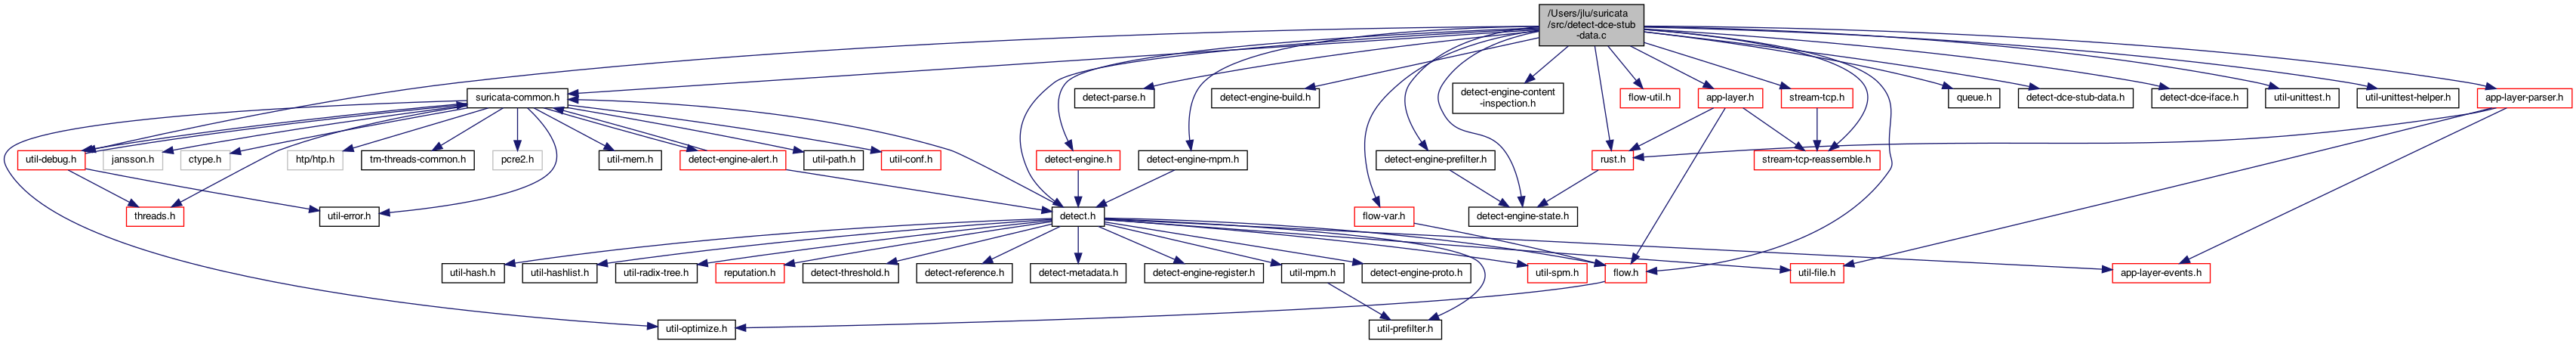 /Users/jlu/suricata
/src/detect-dce-stub
-data.c
suricata-common.h
detect-parse.h
detect-engine-build.h
detect-engine-content
-inspection.h
flow-util.h
app-layer.h
stream-tcp.h
queue.h
detect-dce-stub-data.h
detect-dce-iface.h
util-unittest.h
util-unittest-helper.h
app-layer-parser.h
util-debug.h
jansson.h
ctype.h
htp/htp.h
tm-threads-common.h
pcre2.h
util-mem.h
detect-engine-alert.h
util-path.h
util-conf.h
detect-engine.h
detect-engine-mpm.h
detect-engine-prefilter.h
rust.h
stream-tcp-reassemble.h
threads.h
util-error.h
detect.h
flow-var.h
detect-engine-state.h
util-hash.h
util-hashlist.h
util-radix-tree.h
reputation.h
detect-threshold.h
detect-reference.h
detect-metadata.h
detect-engine-register.h
util-mpm.h
detect-engine-proto.h
util-spm.h
flow.h
util-file.h
app-layer-events.h
util-optimize.h
util-prefilter.h